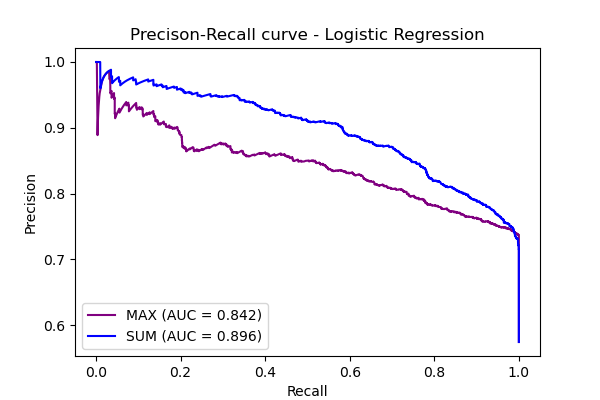 Precison-Recall curve - Logistic Regression
1.0
0.9
0.8
0.7
0.6
Precision
MAX (AUC = 0.842)
SUM (AUC = 0.896)
0.0 0.2 0.4 0.6 0.8 1.0
Recall